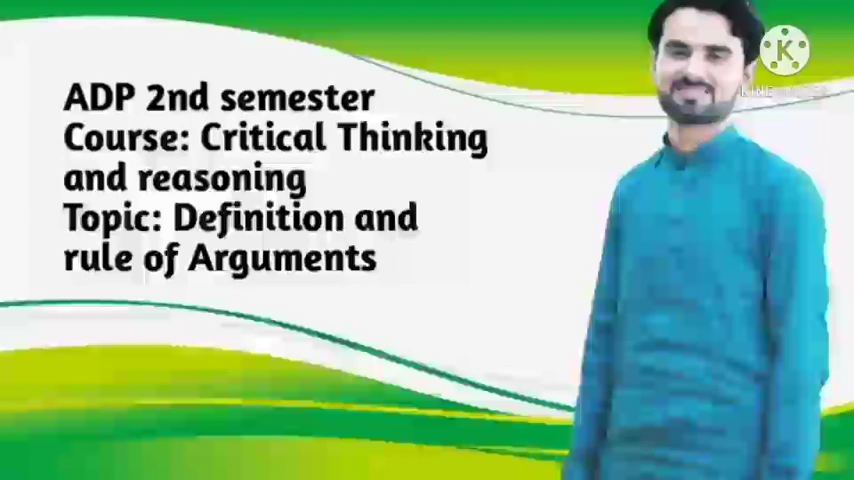 ADP 2nd semester
Course: Critical Thinking
and reasoning
Topic: Definition and
rule of Arguments
K